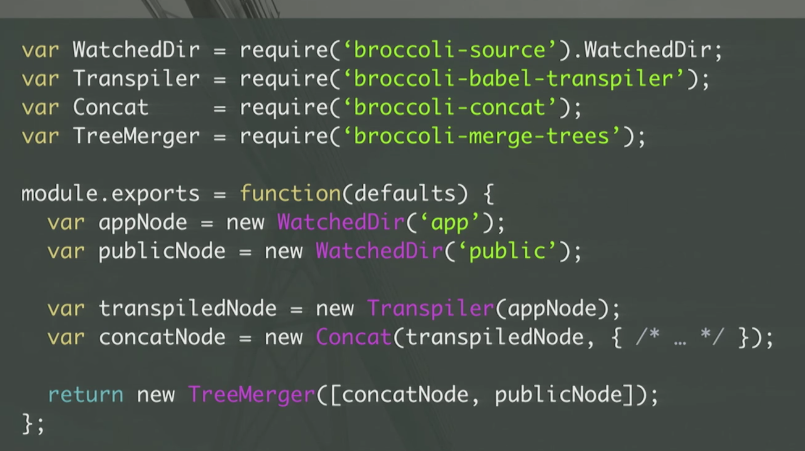 var WatchedDir = require(‘broccoli-source’).WatchedDir;
var Transpiler = require(‘broccoli-babel-transpiler’);
var Concat     = require(‘broccoli-concat’);
var TreeMerger = require(‘broccoli-merge-trees’);

module.exports = function(defaults) {
  var appNode = new WatchedDir(‘app’);
  var publicNode = new WatchedDir(‘public’);

  var transpiledNode = new Transpiler(appNode);
  var concatNode = new Concat(transpiledNode, { /* … */ });

  return new TreeMerger([concatNode, publicNode]);
};